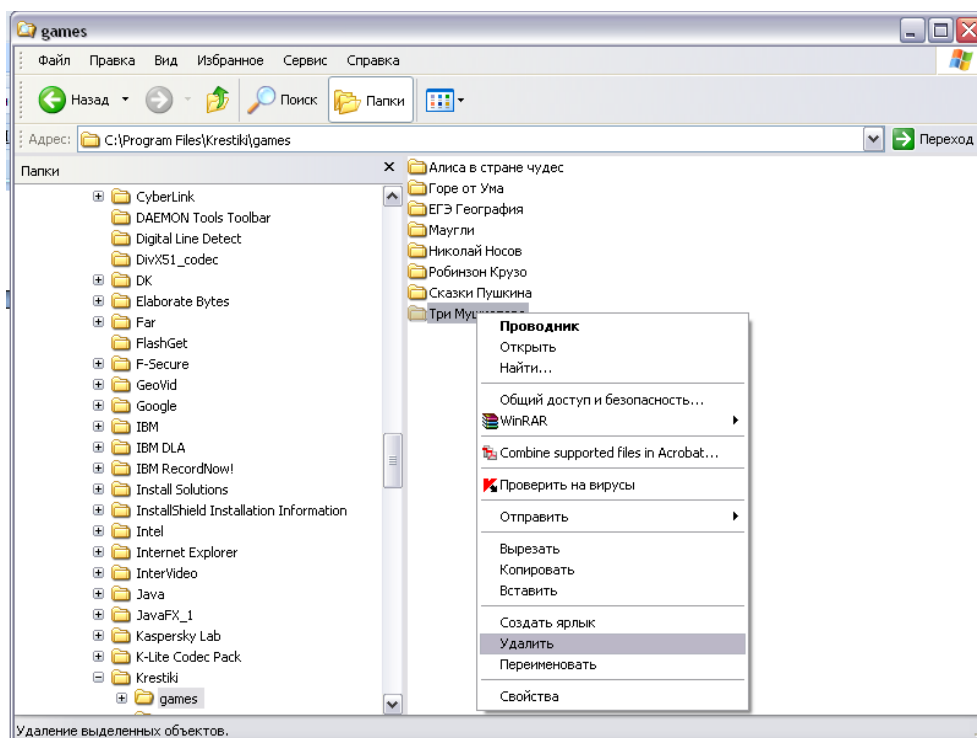 games
Файл Правка Вид Избранное Сервис Справка
Назад Поиск Папки
Адрес: C:\Program Files\Krestiki\games Переход
Папки
CyberLink
DAEMON Tools Toolbar
Digital Line Detect
DivX51_codec
DK
Elaborate Bytes
Far
FlashGet
F-Secure
GeoVid
Google
IBM
IBM DLA
IBM RecordNow!
Install Solutions
InstallShield Installation Information
Intel
Internet Explorer
InterVideo
Java
JavaFX_1
Kaspersky Lab
K-Lite Codec Pack
Krestiki
games
Алиса в стране чудес
Горе от Ума
ЕГЭ География
Маугли
Николай Носов
Робинзон Крузо
Сказки Пушкина
Три
Проводник
Открыть
Найти...
Общий доступ и безопасность...
WinRAR
Combine supported files in Acrobat...
Проверить на вирусы
Отправить
Вырезать
Копировать
Вставить
Создать ярлык
Удалить
Переименовать
Свойства
Удаление выделенных объектов.